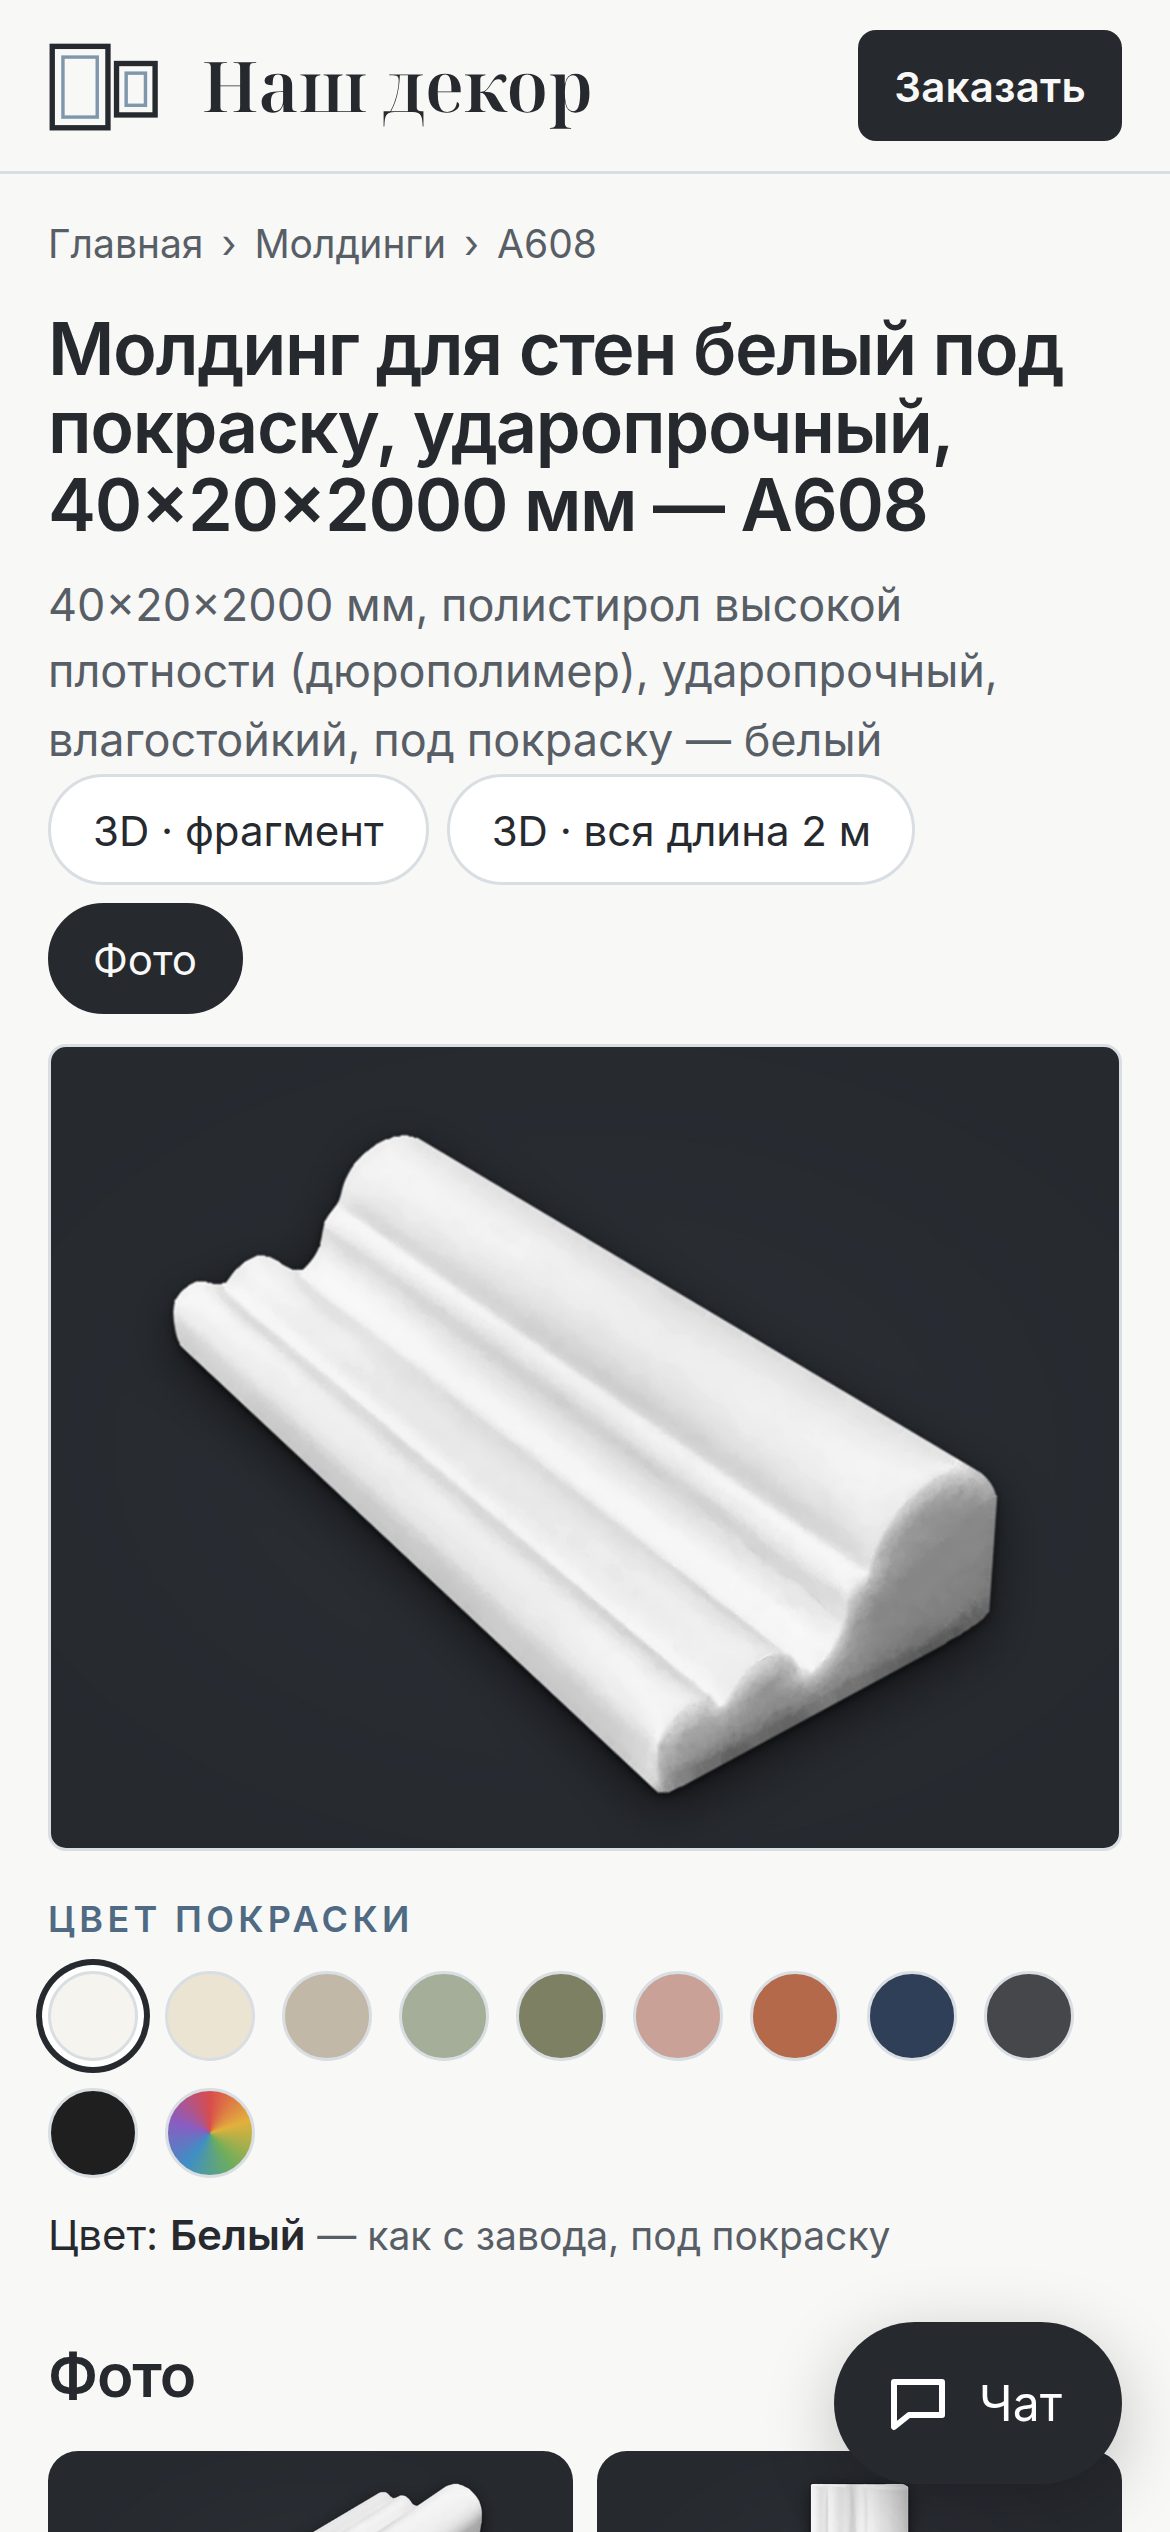 Наш декор
Заказать
Главная › Молдинги › A608
Молдинг для стен белый под
покраску, ударопрочный,
40×20×2000 мм — A608
40×20×2000 мм, полистирол высокой
плотности (дюрополимер), ударопрочный,
влагостойкий, под покраску — белый
3D · фрагмент
3D · вся длина 2 м
Фото
ЦВЕТ ПОКРАСКИ
Цвет: Белый — как с завода, под покраску
Фото
Чат